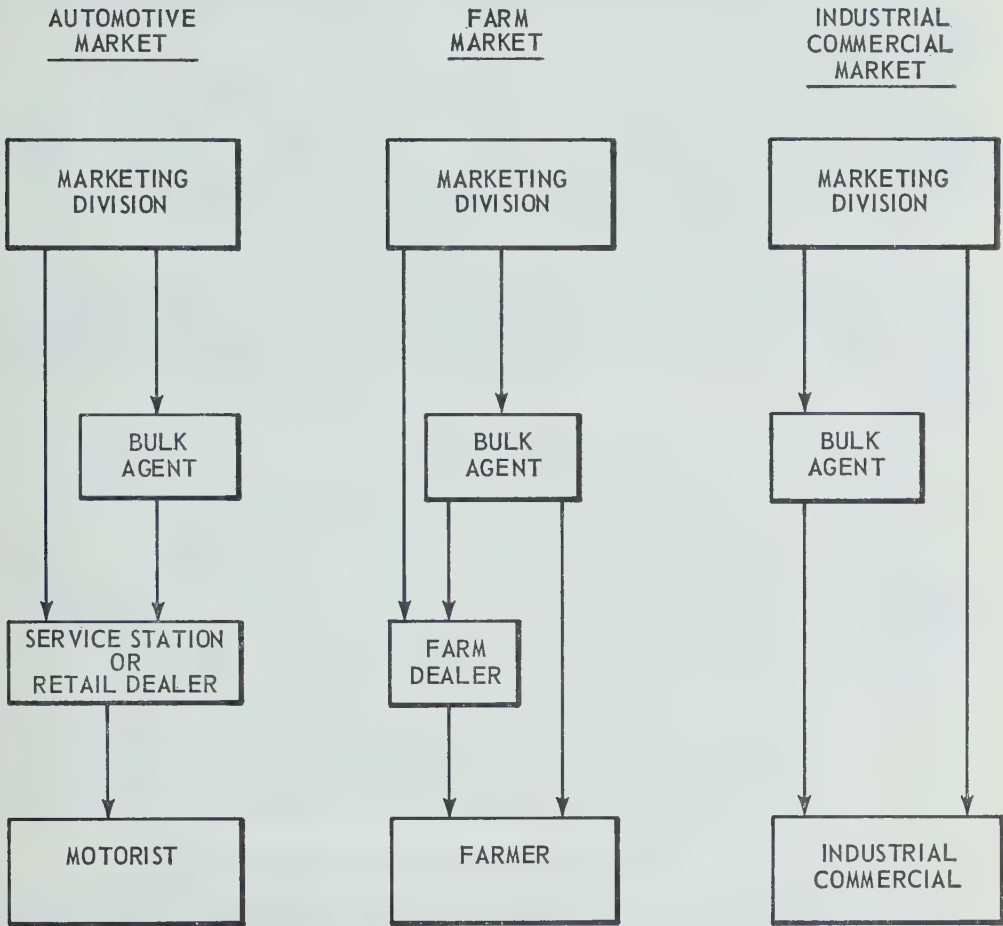 AUTOMOTIVE
MARKET
FARM
MARKET
INDUSTRIAL
COMMERCIAL
MARKET
MARKETING
DIVISION
MARKETING
DIVISION
MARKETING
DIVISION
BULK
AGENT
BULK
AGENT
BULK
AGENT
SERVICE STATION
OR
RETAIL DEALER
FARM
DEALER
MOTORIST
FARMER
INDUSTRIAL
COMMERCIAL